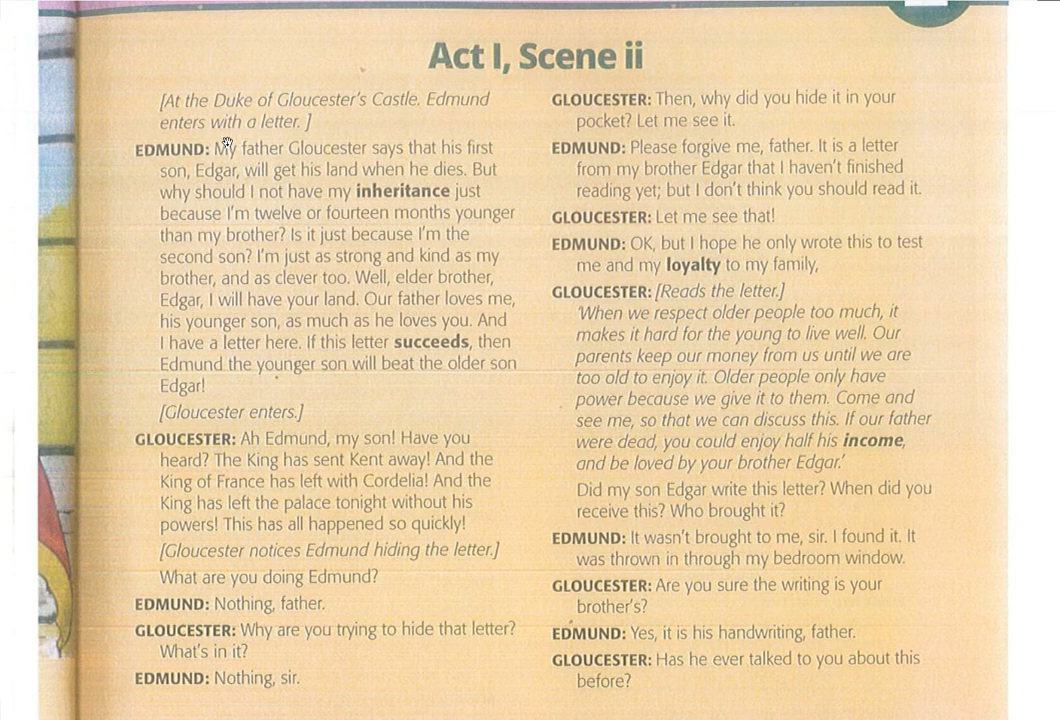 Act I, Scene ii
[At the Duke of Gloucester's Castle. Edmund
enters with a letter. ]
EDMUND: My father Gloucester says that his first
son, Edgar, will get his land when he dies. But
why should I not have my inheritance just
because I'm twelve or fourteen months younger
than my brother? Is it just because I'm the
second son? I'm just as strong and kind as my
brother, and as clever too. Well, elder brother,
Edgar, I will have your land. Our father loves me,
his younger son, as much as he loves you. And
I have a letter here. If this letter succeeds, then
Edmund the younger son will beat the older son
Edgar!
[Gloucester enters.]
GLOUCESTER: Ah Edmund, my son! Have you
heard? The King has sent Kent away! And the
King of France has left with Cordelia! And the
King has left the palace tonight without his
powers! This has all happened so quickly!
[Gloucester notices Edmund hiding the letter.]
What are you doing Edmund?
EDMUND: Nothing, father.
GLOUCESTER: Why are you trying to hide that letter?
What's in it?
EDMUND: Nothing, sir.
GLOUCESTER: Then, why did you hide it in your
pocket? Let me see it.
EDMUND: Please forgive me, father. It is a letter
from my brother Edgar that I haven't finished
reading yet; but I don't think you should read it.
GLOUCESTER: Let me see that!
EDMUND: OK, but I hope he only wrote this to test
me and my loyalty to my family,
GLOUCESTER: [Reads the letter.]
'When we respect older people too much, it
makes it hard for the young to live well. Our
parents keep our money from us until we are
too old to enjoy it. Older people only have
power because we give it to them. Come and
see me, so that we can discuss this. If our father
were dead, you could enjoy half his income,
and be loved by your brother Edgar.'
Did my son Edgar write this letter? When did you
receive this? Who brought it?
EDMUND: It wasn't brought to me, sir. I found it. It
was thrown in through my bedroom window.
GLOUCESTER: Are you sure the writing is your
brother's?
EDMUND: Yes, it is his handwriting, father.
GLOUCESTER: Has he ever talked to you about this
before?